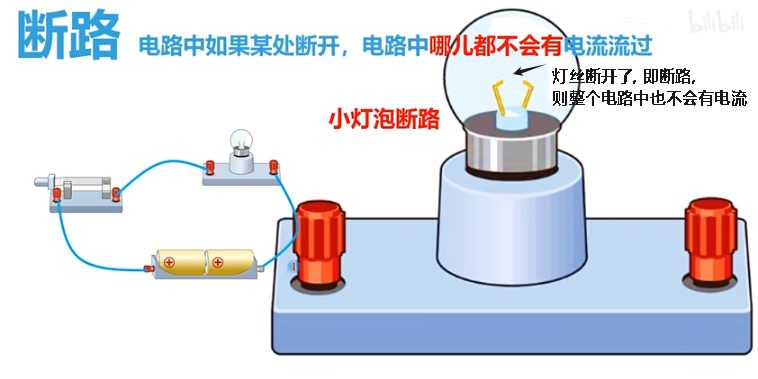 断路
电路中如果某处断开，电路中哪儿都不会有电流流过
bilibili
灯丝断开了, 即断路,
则整个电路中也不会有电流
小灯泡断路